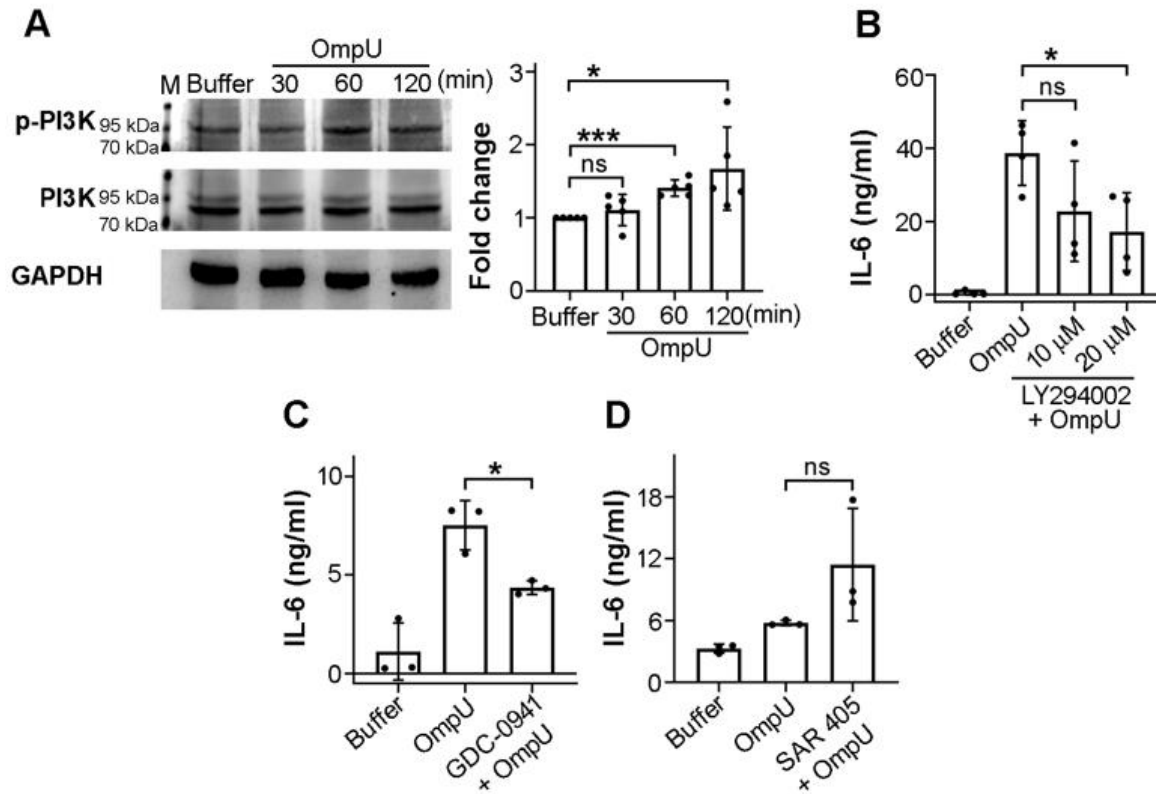 A
OmpU
M Buffer 30 60 120 (min)
p-PI3K 95 kDa
70 kDa
PI3K 95 kDa
70 kDa
GAPDH
Fold change
3
2
1
0
*
***
ns
Buffer 30 60 120 (min)
OmpU
B
IL-6 (ng/ml)
60
40
20
0
*
ns
Buffer
OmpU
10 μM
20 μM
LY294002
+ OmpU
C
IL-6 (ng/ml)
10
5
0
*
Buffer
OmpU
GDC-0941
+ OmpU
D
IL-6 (ng/ml)
18
12
6
0
ns
Buffer
OmpU
SAR 405
+ OmpU